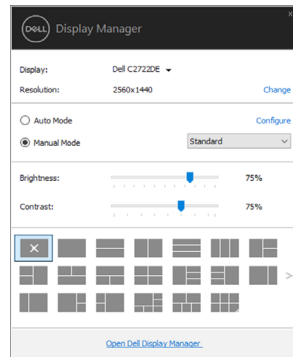 DELL Display Manager
Display: Dell C2722DE
Resolution: 2560x1440 Change
Auto Mode Configure
Manual Mode Standard
Brightness: 75%
Contrast: 75%
Open Dell Display Manager